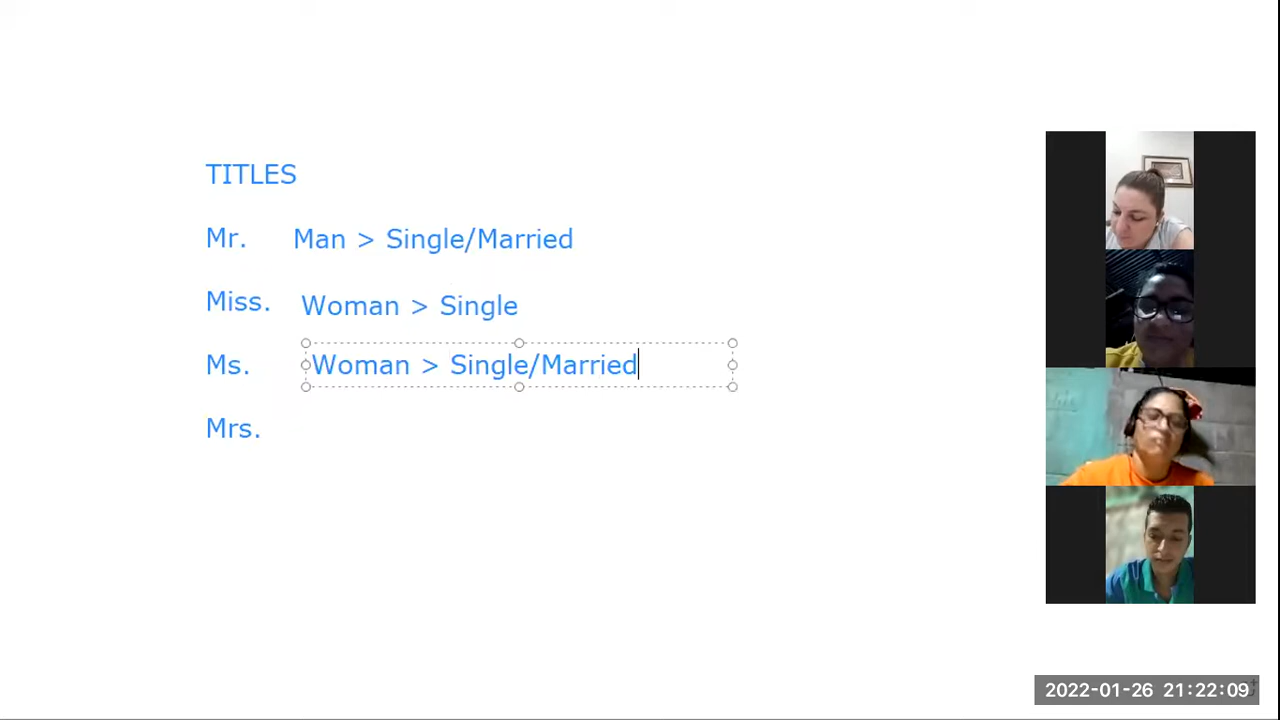 TITLES
Mr. Man > Single/Married
Miss. Woman > Single
Ms. Woman > Single/Married
Mrs.
2022-01-26 21:22:09